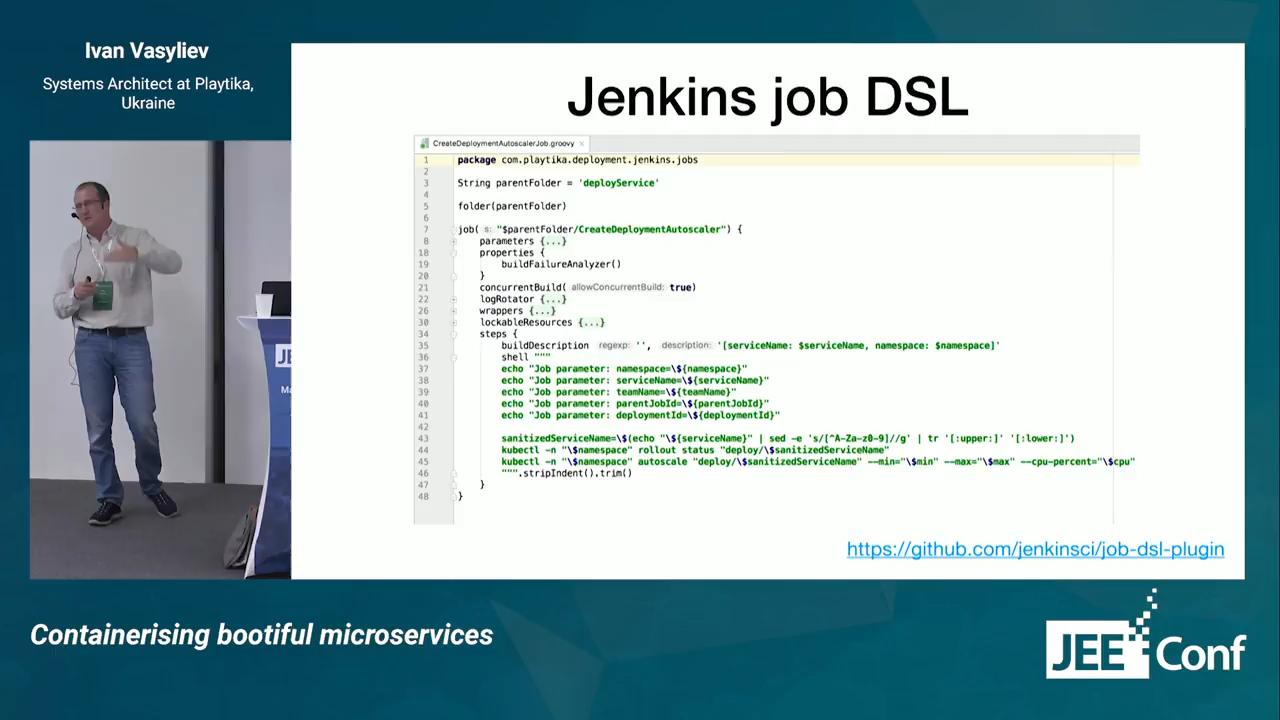 Ivan Vasyliev
Systems Architect at Playtika,
Ukraine
Jenkins job DSL
CreateDeploymentAutoscalerJob.groovy ×
1 package com.playtika.deployment.jenkins.jobs
2
3 String parentFolder = 'deployService'
4
5 folder(parentFolder)
6
7 job( s: "$parentFolder/CreateDeploymentAutoscaler") {
8 parameters {...}
18 properties {
19 buildFailureAnalyzer()
20 }
21 concurrentBuild( allowConcurrentBuild: true)
22 logRotator {...}
26 wrappers {...}
30 lockableResources {...}
34 steps {
35 buildDescription regexp: '', description: '[serviceName: $serviceName, namespace: $namespace]'
36 shell """
37 echo "Job parameter: namespace=\${namespace}"
38 echo "Job parameter: serviceName=\${serviceName}"
39 echo "Job parameter: teamName=\${teamName}"
40 echo "Job parameter: parentJobId=\${parentJobId}"
41 echo "Job parameter: deploymentId=\${deploymentId}"
42
43 sanitizedServiceName=\$(echo "\${serviceName}" | sed -e 's/[^A-Za-z0-9]//g' | tr '[:upper:]' '[:lower:]')
44 kubectl -n "\$namespace" rollout status "deploy/\$sanitizedServiceName"
45 kubectl -n "\$namespace" autoscale "deploy/\$sanitizedServiceName" --min="\$min" --max="\$max" --cpu-percent="\$cpu"
46 """.stripIndent().trim()
47 }
48 }
https://github.com/jenkinsci/job-dsl-plugin
JE
Ma
Containerising bootiful microservices
JEE Conf